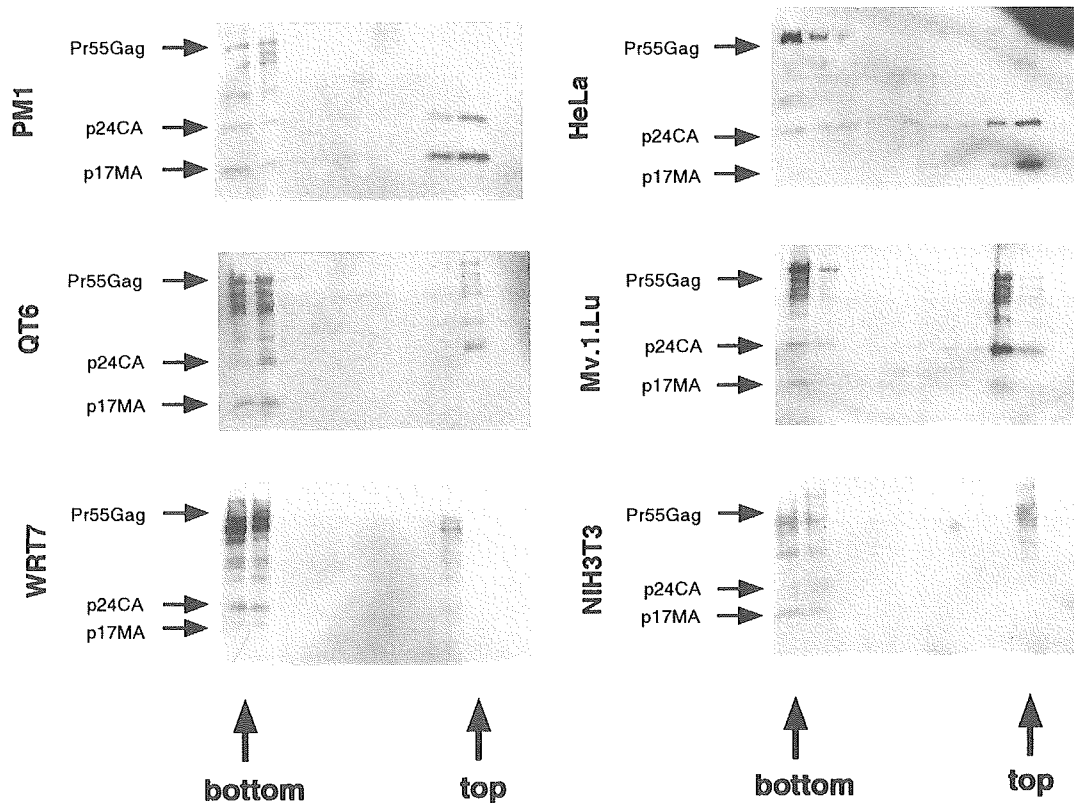 PM1
Pr55Gag
p24CA
p17MA
HeLa
Pr55Gag
p24CA
p17MA
QT6
Pr55Gag
p24CA
p17MA
Mv.1.Lu
Pr55Gag
p24CA
p17MA
WRT7
Pr55Gag
p24CA
p17MA
NIH3T3
Pr55Gag
p24CA
p17MA
bottom
top
bottom
top